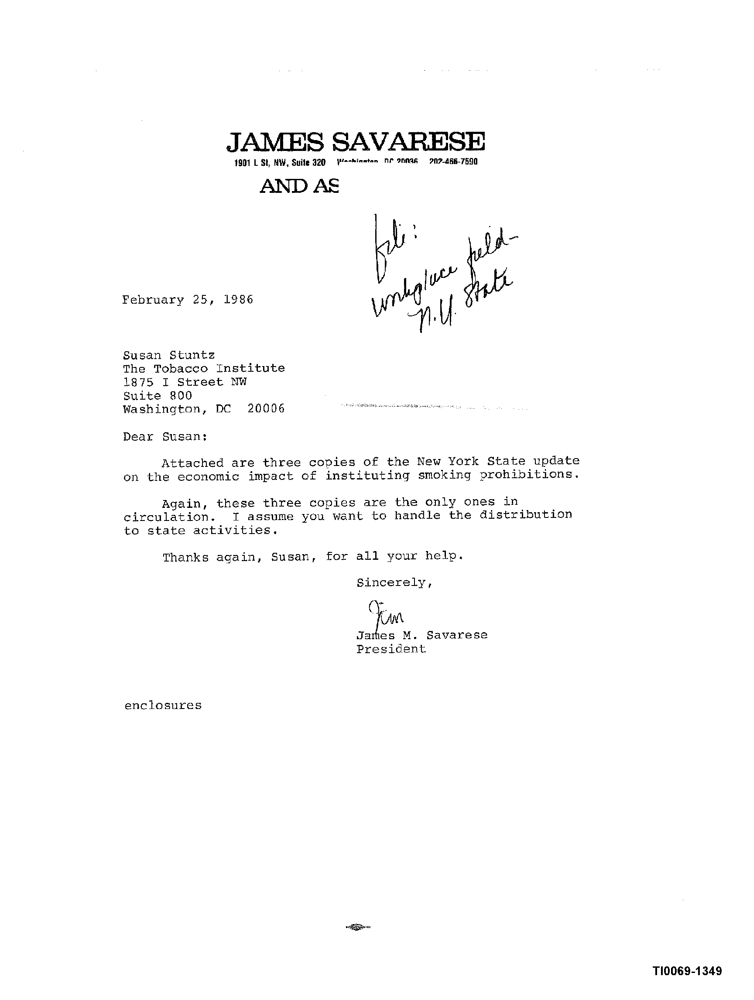 JAMES SAVARESE
1901 L St, NW, Suite 320 Washington DC 20036 202-466-7590
AND AS
file:
workplace field-
N.Y. State
February 25, 1986
Susan Stuntz
The Tobacco Institute
1875 I Street NW
Suite 800
Washington, DC 20006
Dear Susan:
Attached are three copies of the New York State update
on the economic impact of instituting smoking prohibitions.
Again, these three copies are the only ones in
circulation. I assume you want to handle the distribution
to state activities.
Thanks again, Susan, for all your help.
Sincerely,
Jim
James M. Savarese
President
enclosures
TI0069-1349